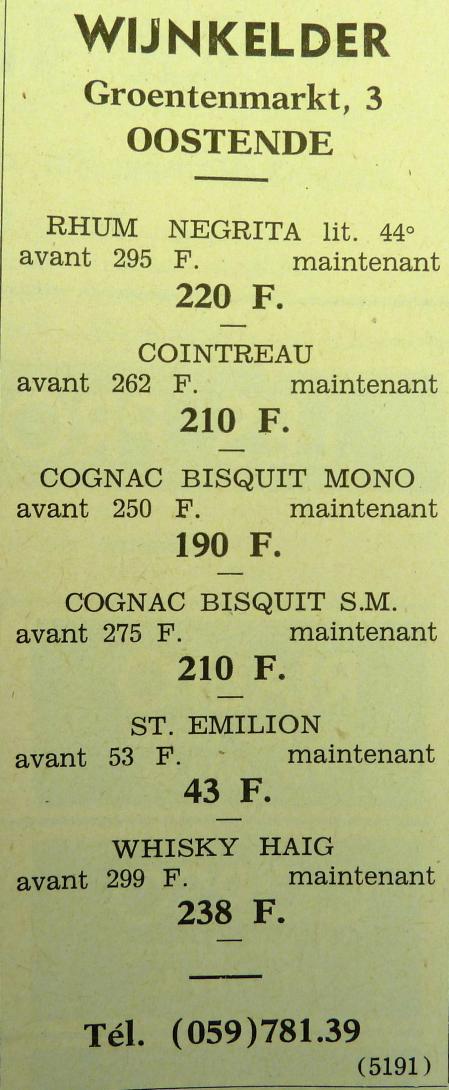 WIJNKELDER
Groentenmarkt, 3
OOSTENDE
RHUM NEGRITA lit. 44°
avant 295 F. maintenant
220 F.
COINTREAU
avant 262 F. maintenant
210 F.
COGNAC BISQUIT MONO
avant 250 F. maintenant
190 F.
COGNAC BISQUIT S.M.
avant 275 F. maintenant
210 F.
ST. EMILION
avant 53 F. maintenant
43 F.
WHISKY HAIG
avant 299 F. maintenant
238 F.
Tél. (059)781.39
(5191)